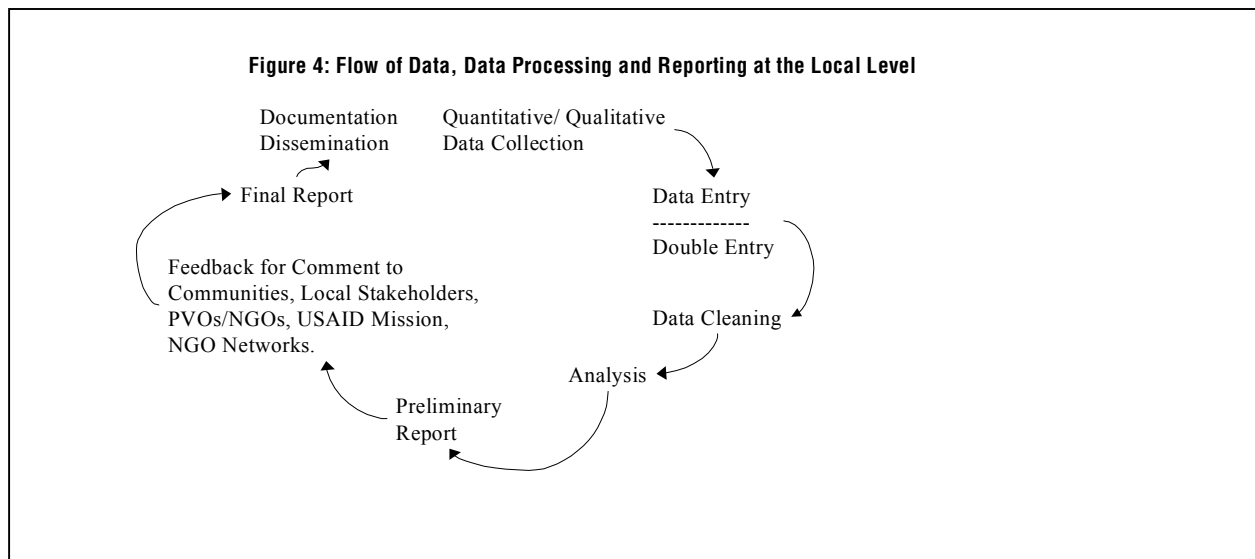 Figure 4: Flow of Data, Data Processing and Reporting at the Local Level
Documentation
Dissemination
Quantitative/ Qualitative
Data Collection
Final Report
Data Entry
-------------
Double Entry
Feedback for Comment to
Communities, Local Stakeholders,
PVOs/NGOs, USAID Mission,
NGO Networks.
Data Cleaning
Analysis
Preliminary
Report